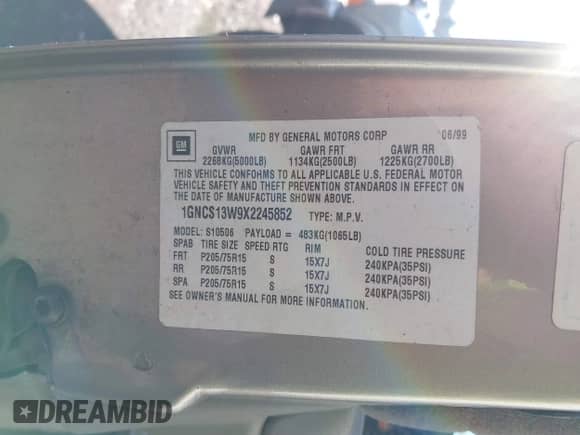 MFD BY GENERAL MOTORS CORP 06/99
GM
GVWR GAWR FRT GAWR RR
2268KG(5000LB) 1134KG(2500LB) 1225KG(2700LB)
THIS VEHICLE CONFORMS TO ALL APPLICABLE U.S. FEDERAL MOTOR
VEHICLE SAFETY AND THEFT PREVENTION STANDARDS IN EFFECT ON
THE DATE OF MANUFACTURE SHOWN ABOVE.
1GNCS13W9X2245852 TYPE: M.P.V.
MODEL: S10506 PAYLOAD = 483KG(1065LB)
SPAB TIRE SIZE SPEED RTG RIM COLD TIRE PRESSURE
FRT P205/75R15 S 15X7J 240KPA(35PSI)
RR P205/75R15 S 15X7J 240KPA(35PSI)
SPA P205/75R15 S 15X7J 240KPA(35PSI)
SEE OWNER'S MANUAL FOR MORE INFORMATION.
DREAMBID